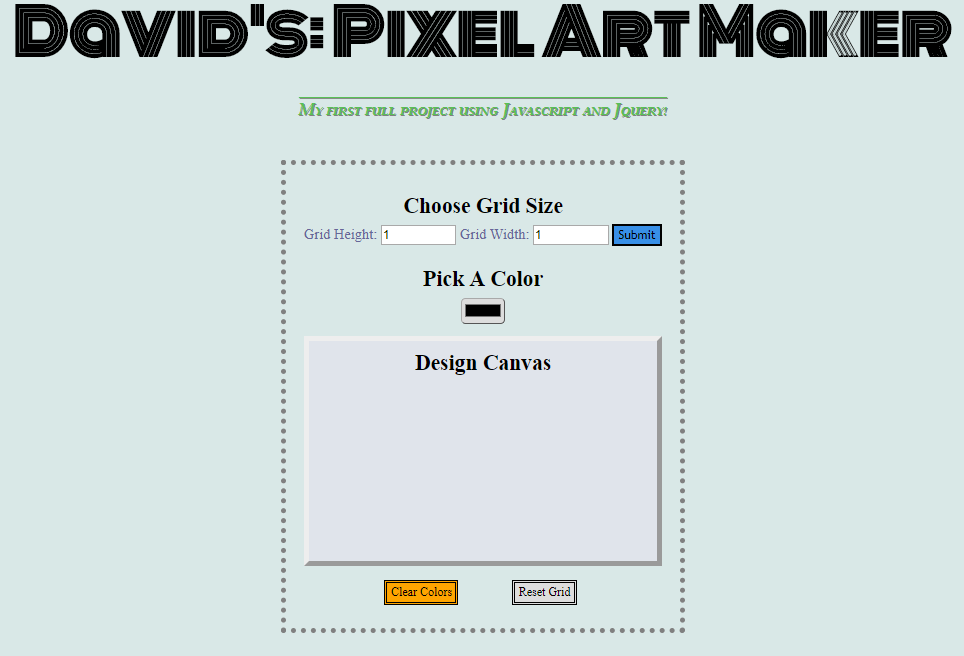 David's: Pixel Art Maker
My first full project using Javascript and Jquery!
Choose Grid Size
Grid Height: 1 Grid Width: 1 Submit
Pick A Color
Design Canvas
Clear Colors Reset Grid